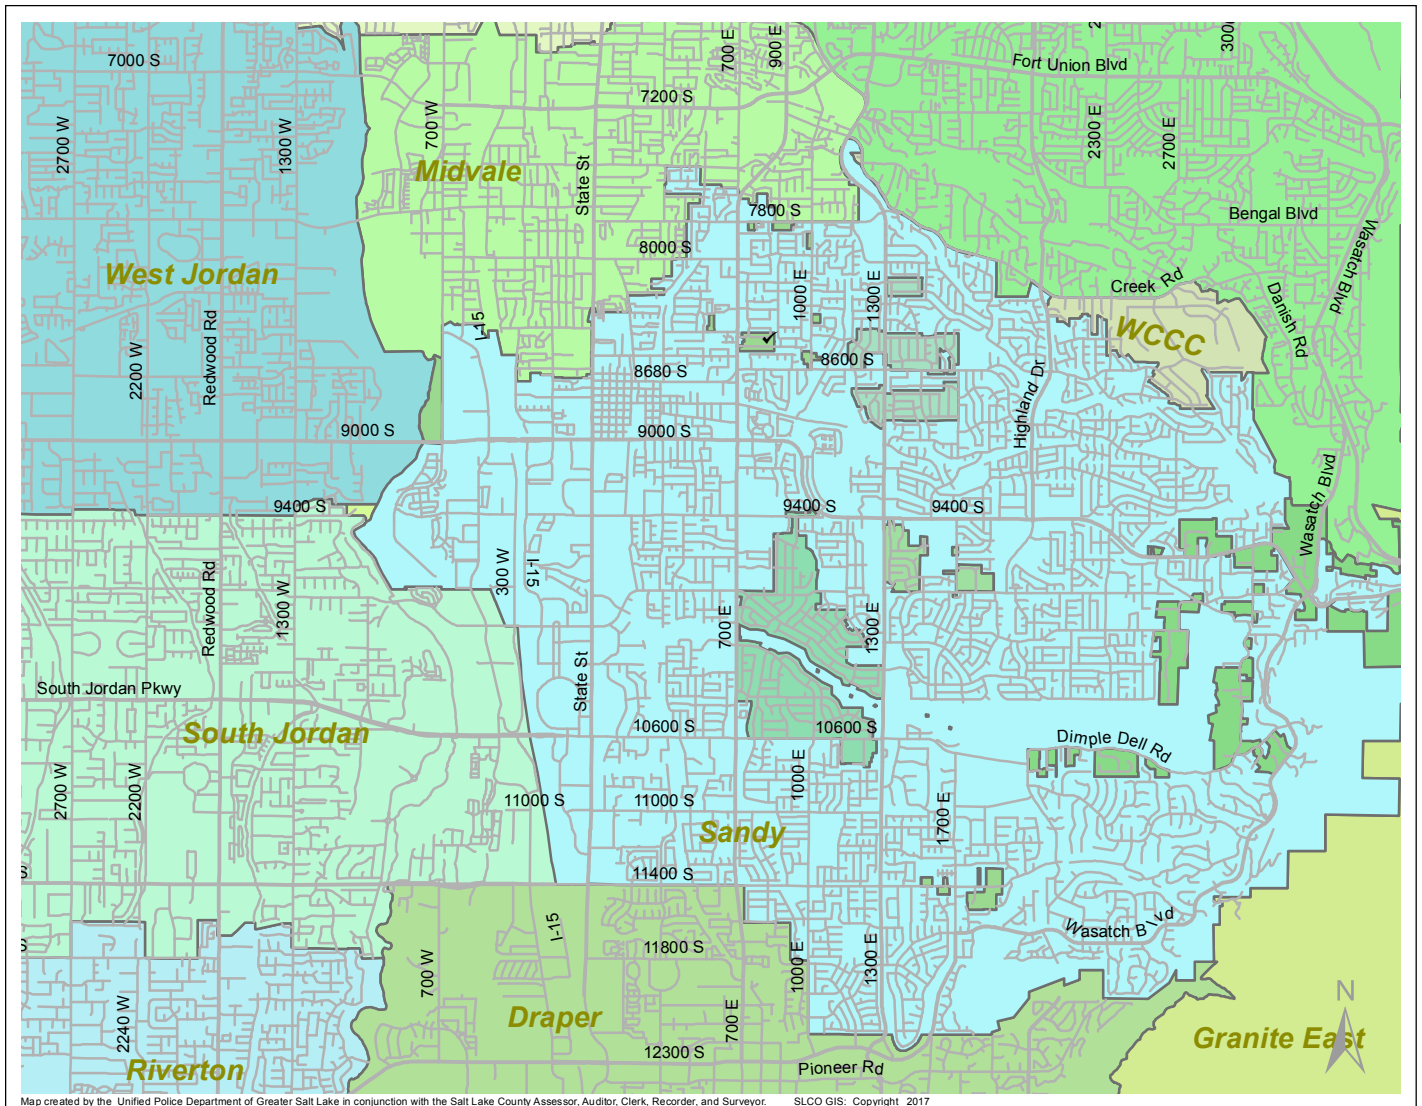 7000 S
2700 W
1300 W
700 W
700 E
900 E
2
3000
Fort Union Blvd
7200 S
2300 E
2700 E
Midvale
State St
7800 S
Bengal Blvd
Wasatch Blvd
8000 S
West Jordan
1000 E
1300 E
Creek Rd
Danish Rd
WCCC
I-15
Redwood Rd
2200 W
8680 S
8600 S
Highland Dr
9000 S
9000 S
9400 S
9400 S
9400 S
Wasatch Blvd
300 W
I-15
Redwood Rd
1300 W
700 E
1300 E
State St
South Jordan Pkwy
South Jordan
10600 S
10600 S
Dimple Dell Rd
2700 W
2200 W
1000 E
11000 S
11000 S
1700 E
Sandy
S
11400 S
Wasatch Blvd
I-15
S
11800 S
700 W
1000 E
1300 E
700 E
2240 W
Draper
N
Granite East
12300 S
Pioneer Rd
Riverton
Map created by the Unified Police Department of Greater Salt Lake in conjunction with the Salt Lake County Assessor, Auditor, Clerk, Recorder, and Surveyor. SLCO GIS: Copyright 2017